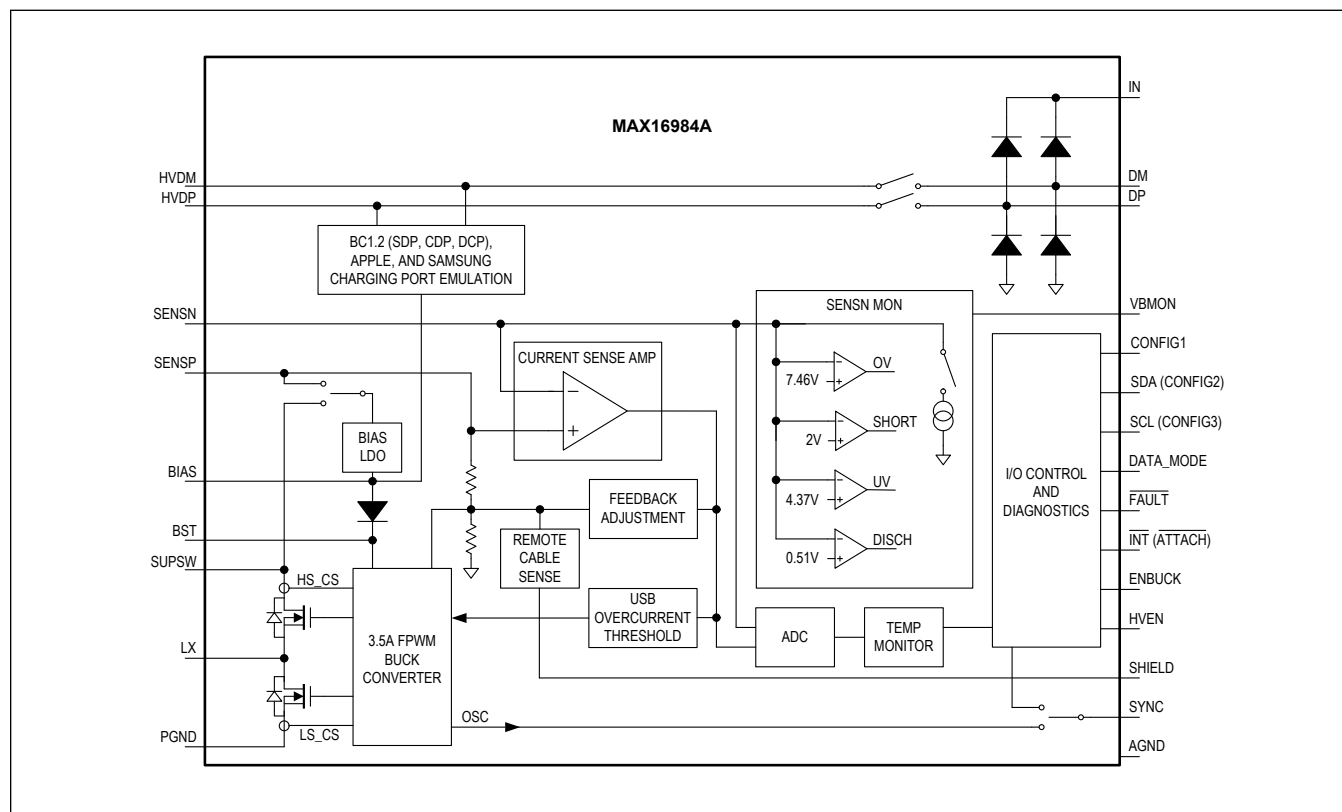 MAX16984A
HVDM
HVDP
BC1.2 (SDP, CDP, DCP),
APPLE, AND SAMSUNG
CHARGING PORT EMULATION
SENSN
SENSP
BIAS
LDO
BIAS
BST
SUPSW
HS_CS
LX
3.5A FPWM
BUCK
CONVERTER
LS_CS
PGND
OSC
CURRENT SENSE AMP
−
+
FEEDBACK
ADJUSTMENT
REMOTE
CABLE
SENSE
USB
OVERCURRENT
THRESHOLD
SENSN MON
−
7.46V
+
OV
−
2V
+
SHORT
−
4.37V
+
UV
−
0.51V
+
DISCH
ADC
TEMP
MONITOR
I/O CONTROL
AND
DIAGNOSTICS
IN
DM
DP
VBMON
CONFIG1
SDA (CONFIG2)
SCL (CONFIG3)
DATA_MODE
FAULT
INT (ATTACH)
ENBUCK
HVEN
SHIELD
SYNC
AGND